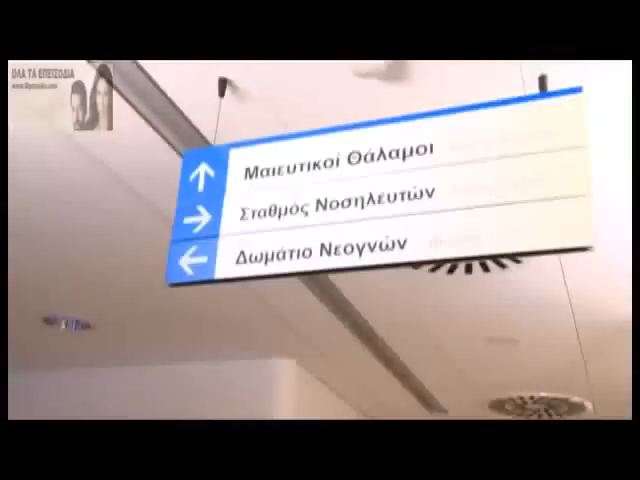 ΟΛΑ ΤΑ ΕΠΕΙΣΟΔΙΑ
Μαιευτικοί Θάλαμοι
Σταθμός Νοσηλευτών
Δωμάτιο Νεογνών